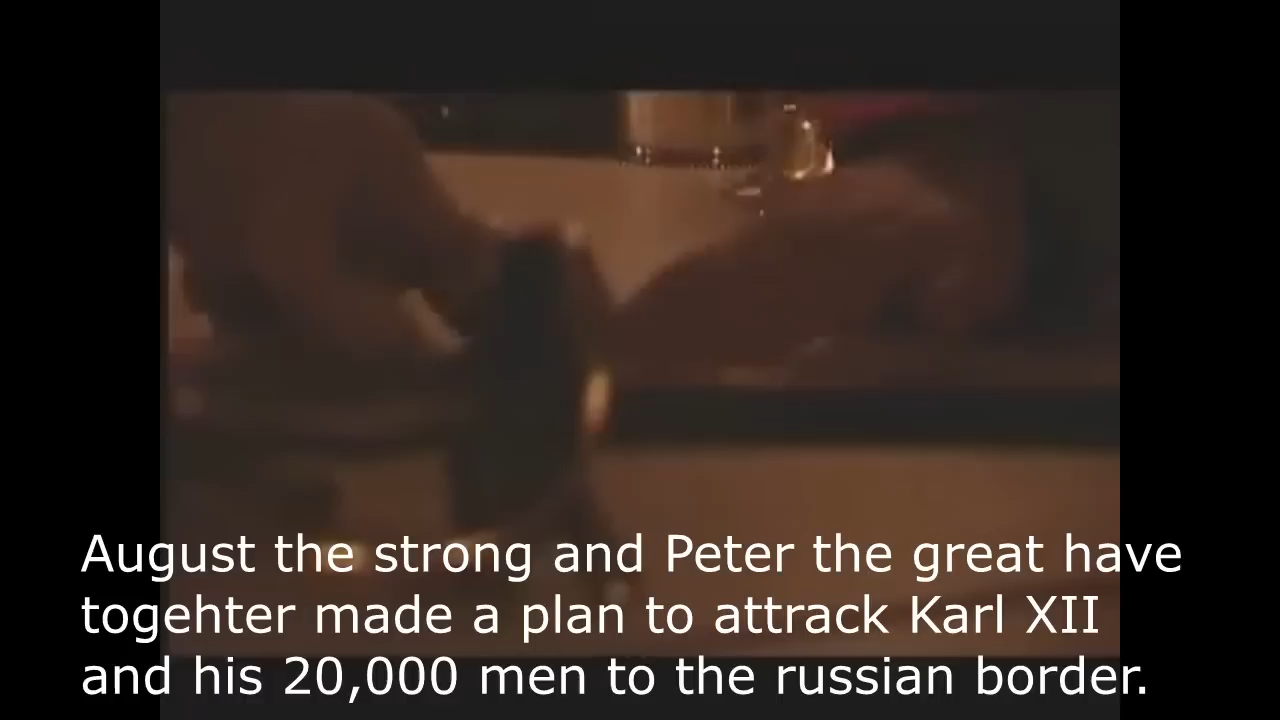 August the strong and Peter the great have
togehter made a plan to attrack Karl XII
and his 20,000 men to the russian border.